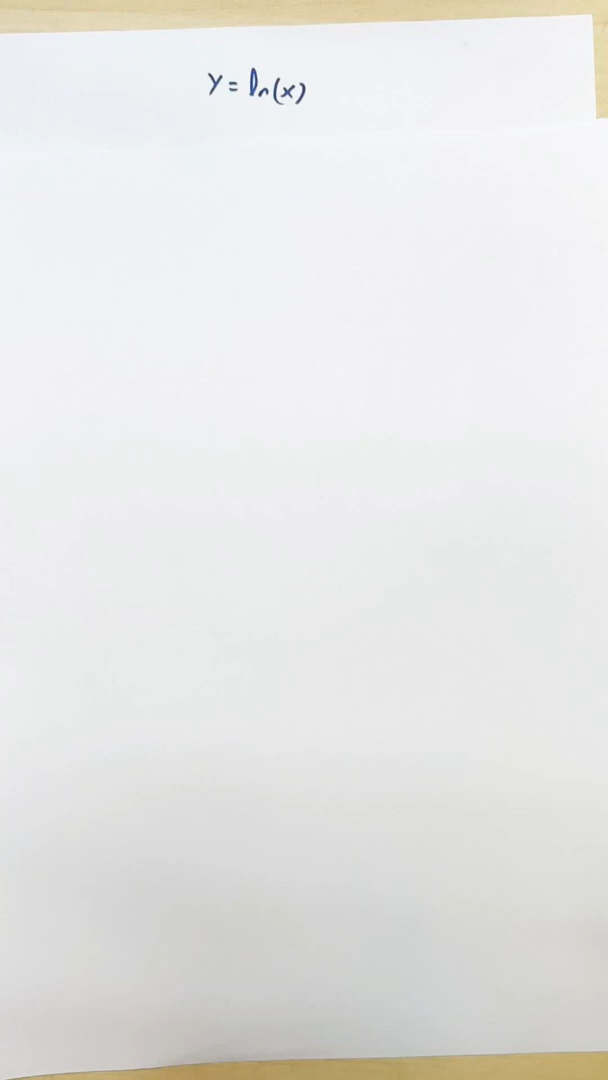 y = ln(x)